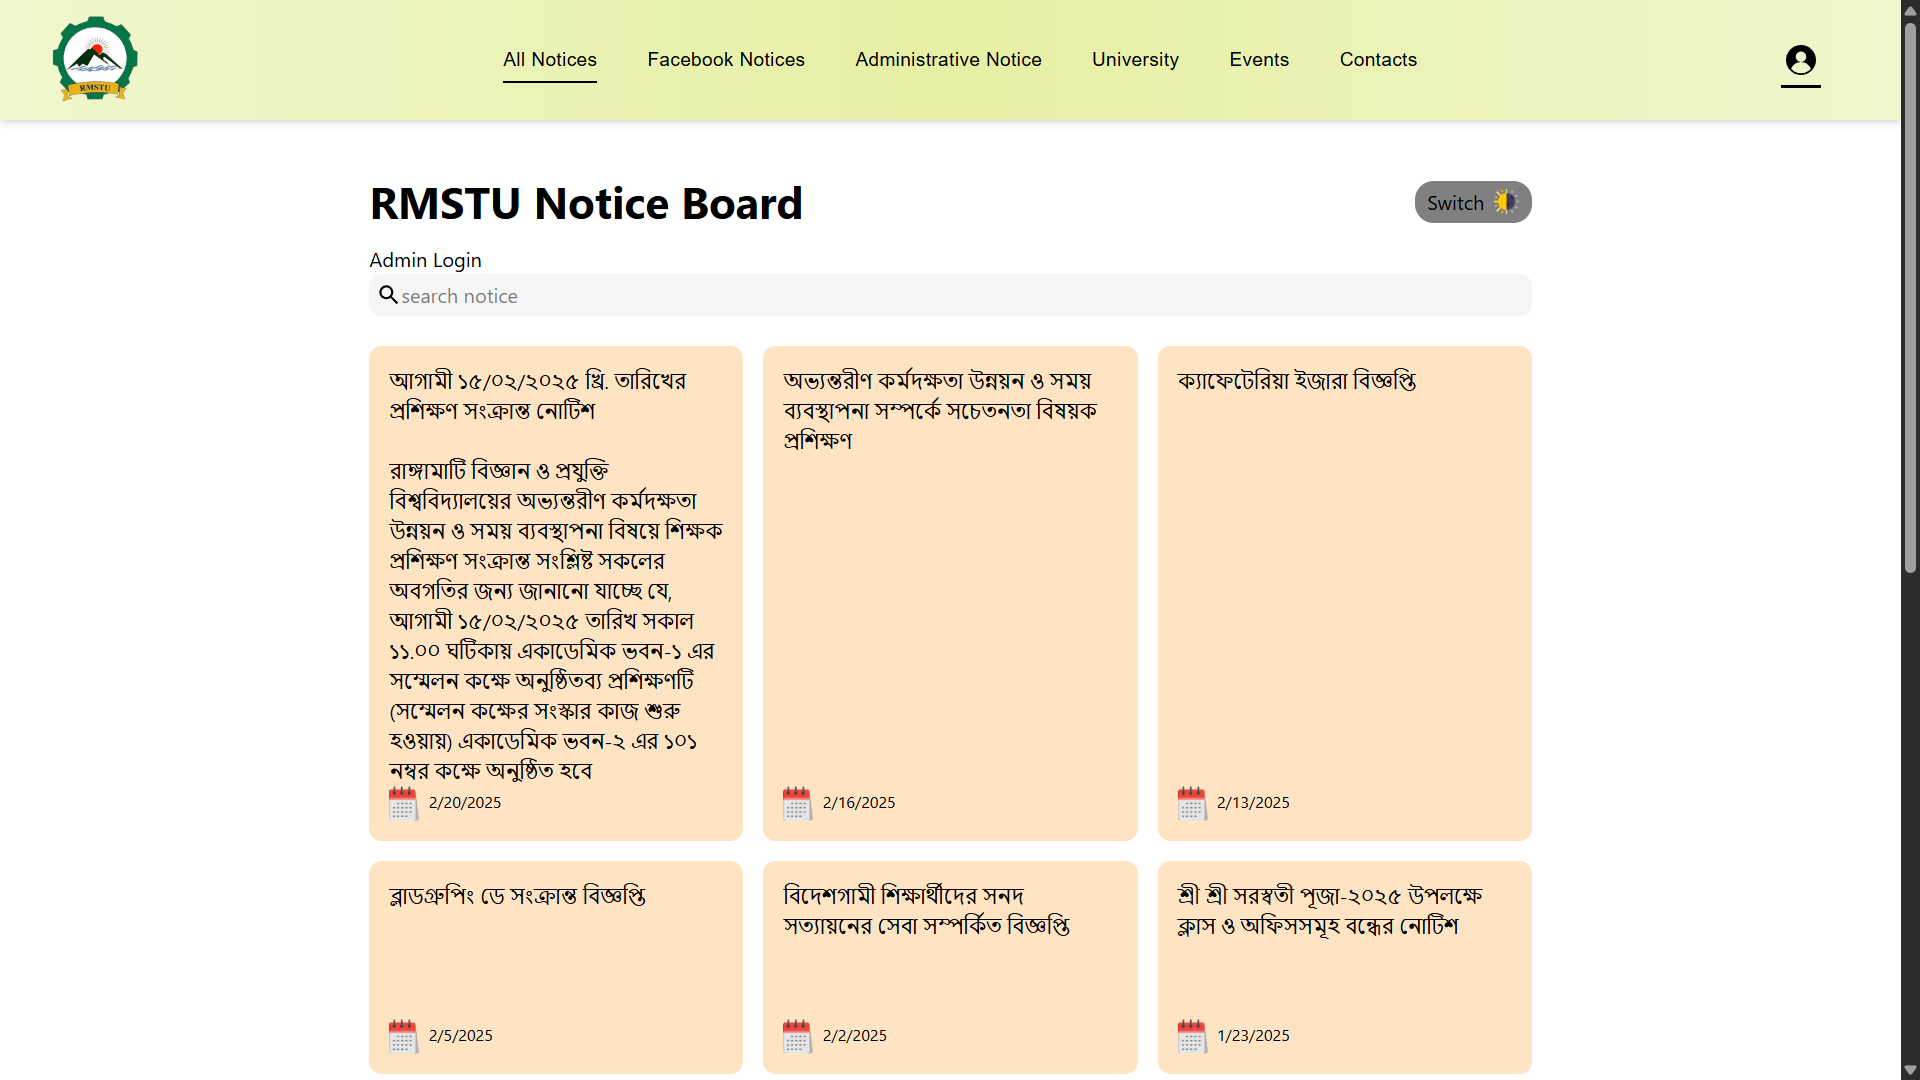 RMSTU
All Notices
Facebook Notices
Administrative Notice
University
Events
Contacts
RMSTU Notice Board
Switch
Admin Login
search notice
আগামী ১৫/০২/২০২৫ খ্রি. তারিখের
প্রশিক্ষণ সংক্রান্ত নোটিশ
রাঙ্গামাটি বিজ্ঞান ও প্রযুক্তি
বিশ্ববিদ্যালয়ের অভ্যন্তরীণ কর্মদক্ষতা
উন্নয়ন ও সময় ব্যবস্থাপনা বিষয়ে শিক্ষক
প্রশিক্ষণ সংক্রান্ত সংশ্লিষ্ট সকলের
অবগতির জন্য জানানো যাচ্ছে যে,
আগামী ১৫/০২/২০২৫ তারিখ সকাল
১১.০০ ঘটিকায় একাডেমিক ভবন-১ এর
সম্মেলন কক্ষে অনুষ্ঠিতব্য প্রশিক্ষণটি
(সম্মেলন কক্ষের সংস্কার কাজ শুরু
হওয়ায়) একাডেমিক ভবন-২ এর ১০১
নম্বর কক্ষে অনুষ্ঠিত হবে
2/20/2025
অভ্যন্তরীণ কর্মদক্ষতা উন্নয়ন ও সময়
ব্যবস্থাপনা সম্পর্কে সচেতনতা বিষয়ক
প্রশিক্ষণ
2/16/2025
ক্যাফেটেরিয়া ইজারা বিজ্ঞপ্তি
2/13/2025
ব্লাডগ্রুপিং ডে সংক্রান্ত বিজ্ঞপ্তি
2/5/2025
বিদেশগামী শিক্ষার্থীদের সনদ
সত্যায়নের সেবা সম্পর্কিত বিজ্ঞপ্তি
2/2/2025
শ্রী শ্রী সরস্বতী পূজা-২০২৫ উপলক্ষে
ক্লাস ও অফিসসমূহ বন্ধের নোটিশ
1/23/2025